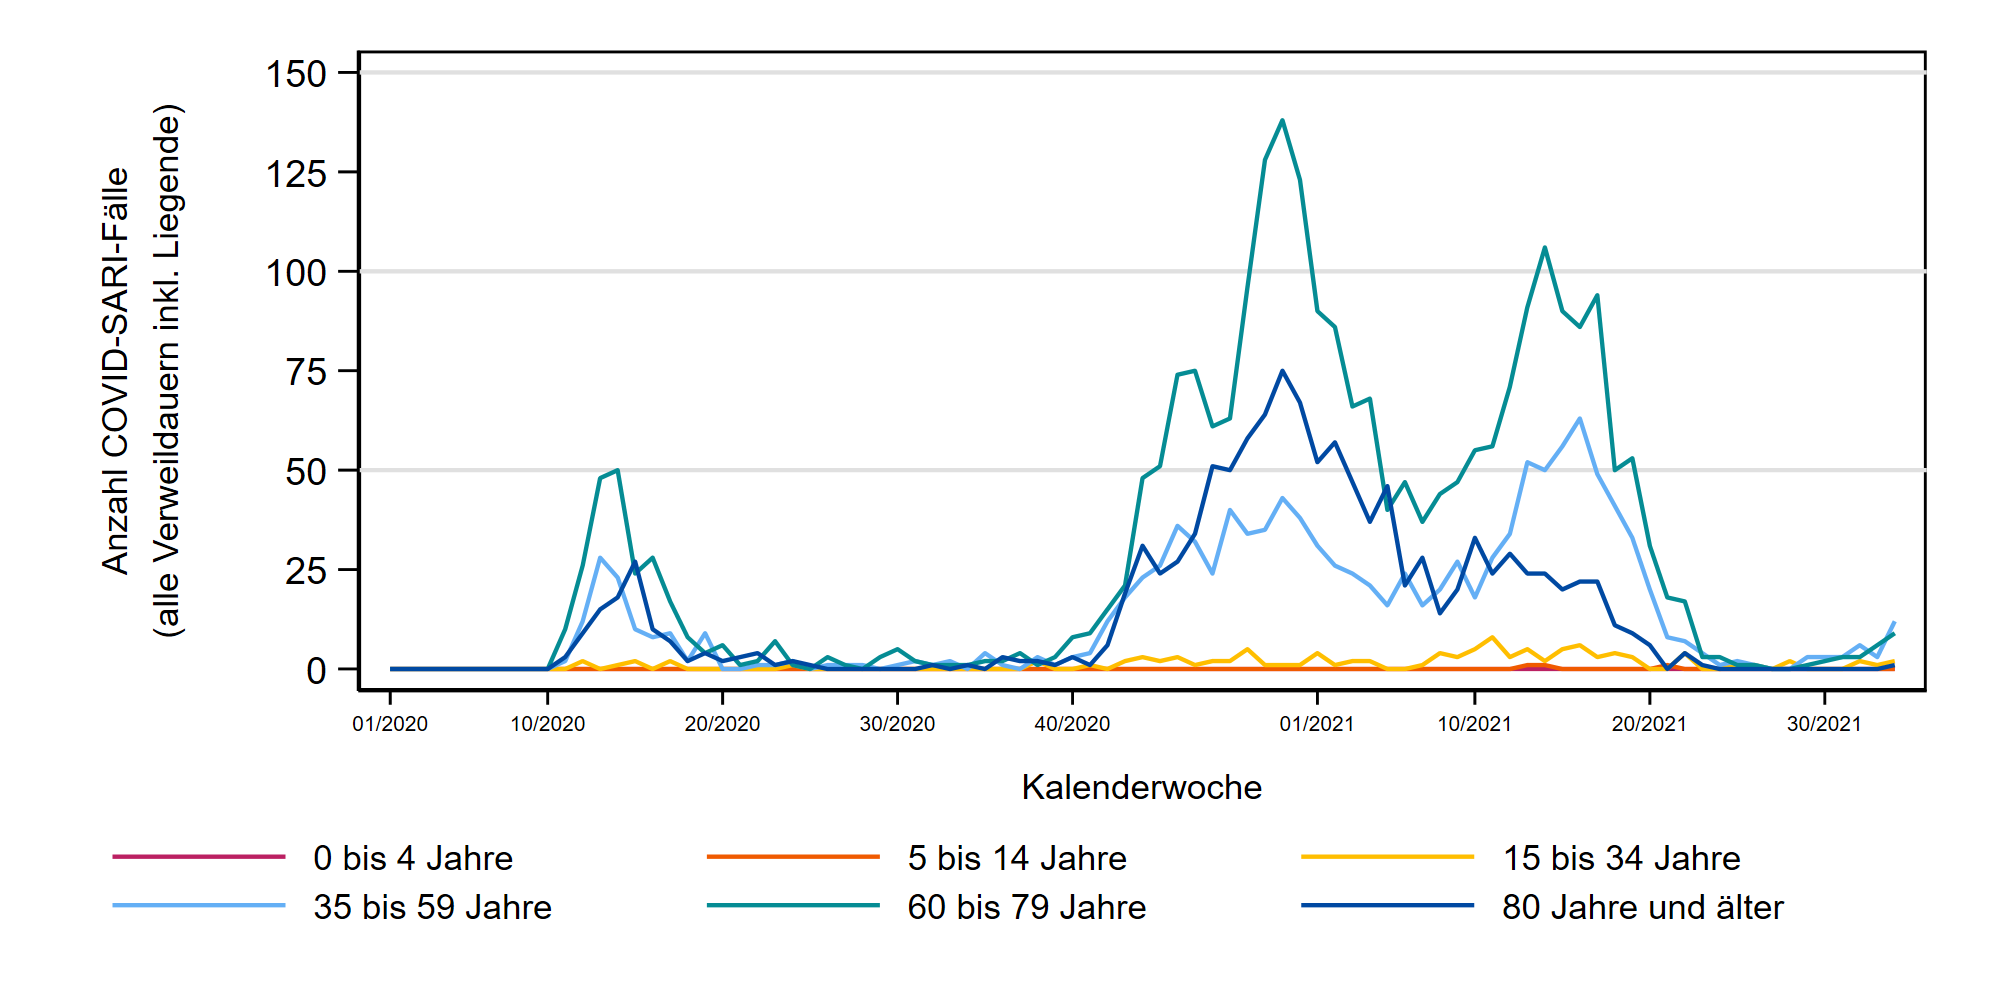 Anzahl COVID-SARI-Fälle
(alle Verweildauern inkl. Liegende)
150
125
100
75
50
25
0
01/2020 10/2020 20/2020 30/2020 40/2020 01/2021 10/2021 20/2021 30/2021
Kalenderwoche
0 bis 4 Jahre 5 bis 14 Jahre 15 bis 34 Jahre
35 bis 59 Jahre 60 bis 79 Jahre 80 Jahre und älter